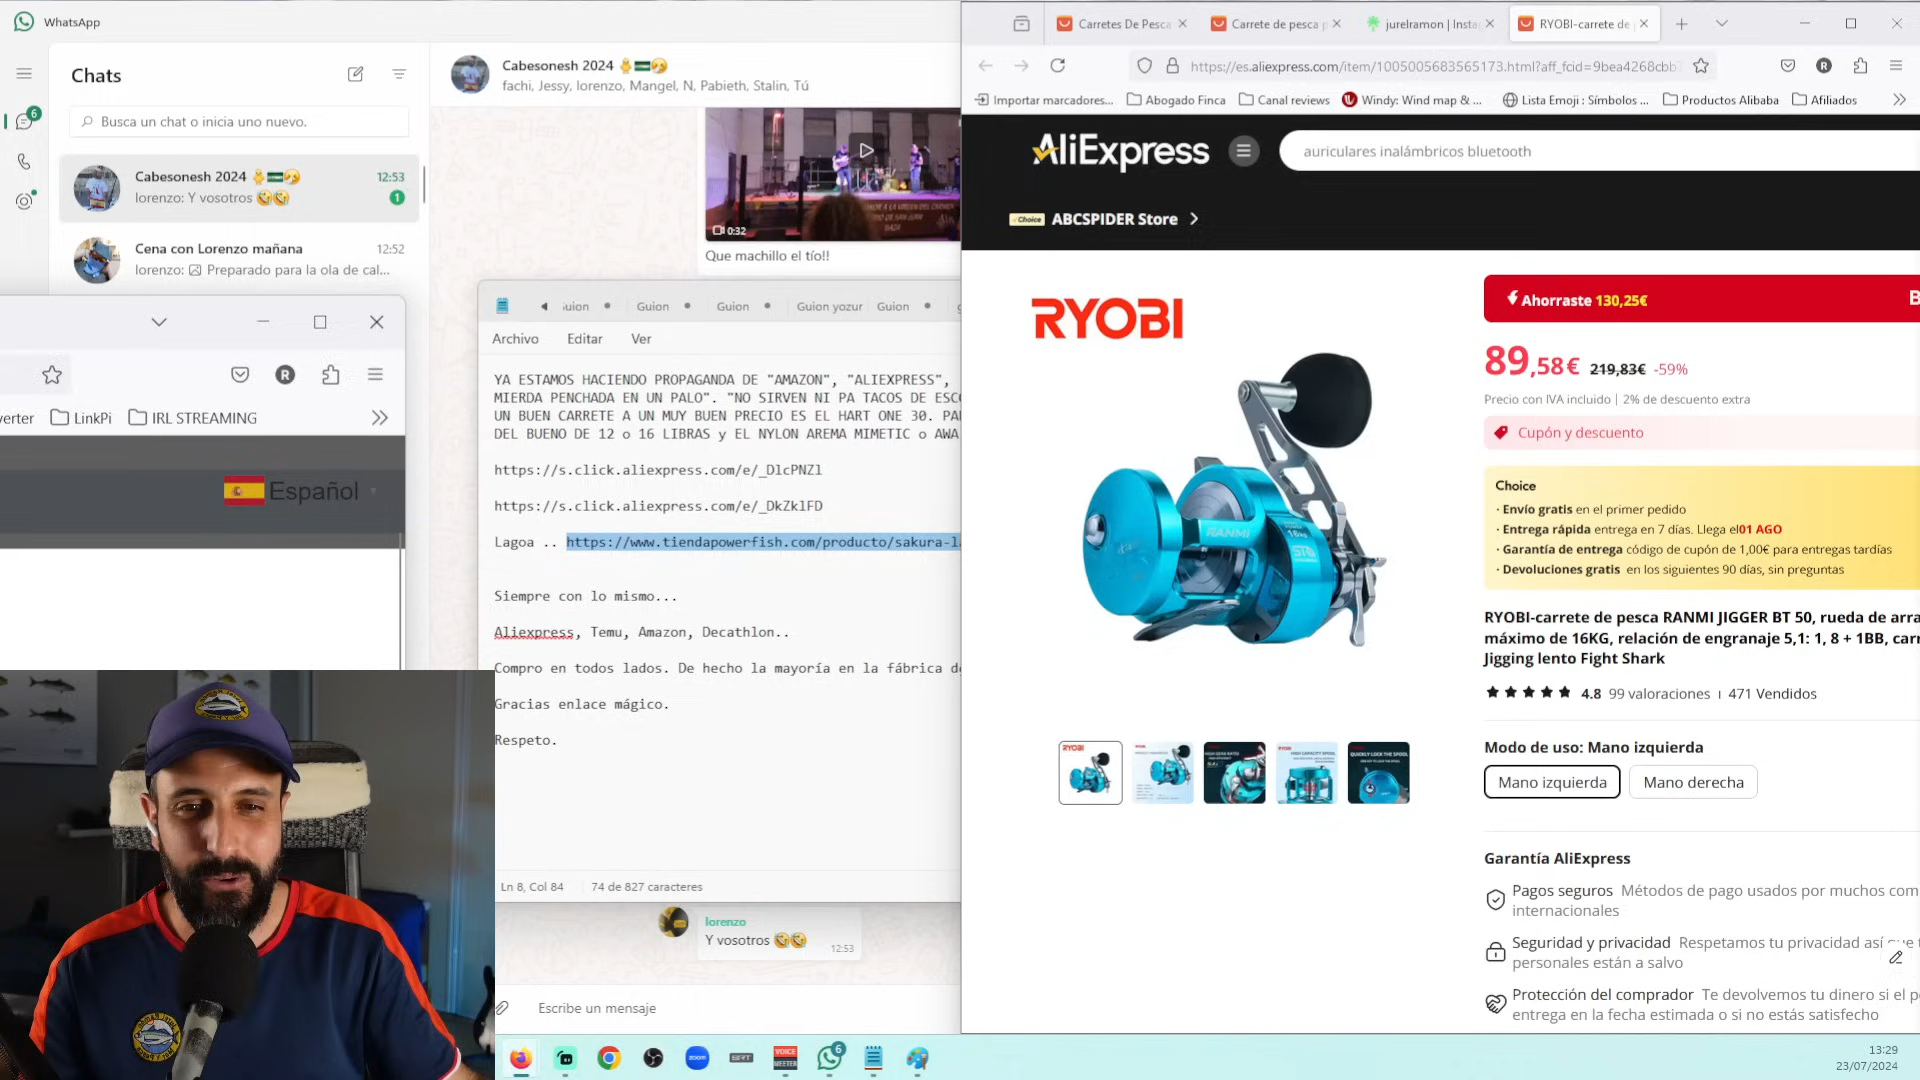 WhatsApp
Chats
Busca un chat o inicia uno nuevo.
6
Cabesonesh 2024
12:53
lorenzo: Y vosotros 🤣🤣
1
Cena con Lorenzo mañana
12:52
lorenzo: Preparado para la ola de cal...
verter
LinkPi
IRL STREAMING
R
Español
Cabesonesh 2024
fachi, Jessy, lorenzo, Mangel, N, Pabieth, Stalin, Tú
0:32
Que machillo el tío!!
Guion
Guion
Guion yozur
Guion
Archivo
Editar
Ver
YA ESTAMOS HACIENDO PROPAGANDA DE "AMAZON", "ALIEXPRESS",
MIERDA PENCHADA EN UN PALO". "NO SIRVEN NI PA TACOS DE ESC
UN BUEN CARRETE A UN MUY BUEN PRECIO ES EL HART ONE 30. PA
DEL BUENO DE 12 o 16 LIBRAS y EL NYLON AREMA MIMETIC o AWA
https://s.click.aliexpress.com/e/_DlcPNZl
https://s.click.aliexpress.com/e/_DkZklFD
Lagoa .. https://www.tiendapowerfish.com/producto/sakura-l
Siempre con lo mismo...
Aliexpress, Temu, Amazon, Decathlon..
Compro en todos lados. De hecho la mayoría en la fábrica d
Gracias enlace mágico.
Respeto.
Ln 8, Col 84
74 de 827 caracteres
lorenzo
Y vosotros 🤣🤣
12:53
Escribe un mensaje
Carretes De Pesca
Carrete de pesca p
jurelramon | Insta
RYOBI-carrete de
https://es.aliexpress.com/item/1005005683565173.html?aff_fcid=9bea4268cbb
R
Importar marcadores...
Abogado Finca
Canal reviews
Windy: Wind map & ...
Lista Emoji : Símbolos ...
Productos Alibaba
Afiliados
AliExpress
auriculares inalámbricos bluetooth
Choice
ABCSPIDER Store
RYOBI
RANMI
Ahorraste 130,25€
89,58€ 219,83€ -59%
Precio con IVA incluido | 2% de descuento extra
Cupón y descuento
Choice
· Envío gratis en el primer pedido
· Entrega rápida entrega en 7 días. Llega el01 AGO
· Garantía de entrega código de cupón de 1,00€ para entregas tardías
· Devoluciones gratis en los siguientes 90 días, sin preguntas
RYOBI-carrete de pesca RANMI JIGGER BT 50, rueda de arra
máximo de 16KG, relación de engranaje 5,1: 1, 8 + 1BB, carr
Jigging lento Fight Shark
4.8 99 valoraciones | 471 Vendidos
Modo de uso: Mano izquierda
Mano izquierda
Mano derecha
Garantía AliExpress
Pagos seguros Métodos de pago usados por muchos com
internacionales
Seguridad y privacidad Respetamos tu privacidad así que
personales están a salvo
Protección del comprador Te devolvemos tu dinero si el p
entrega en la fecha estimada o si no estás satisfecho
zoom
SRT
VOICE
MEETER
6
13:29
23/07/2024